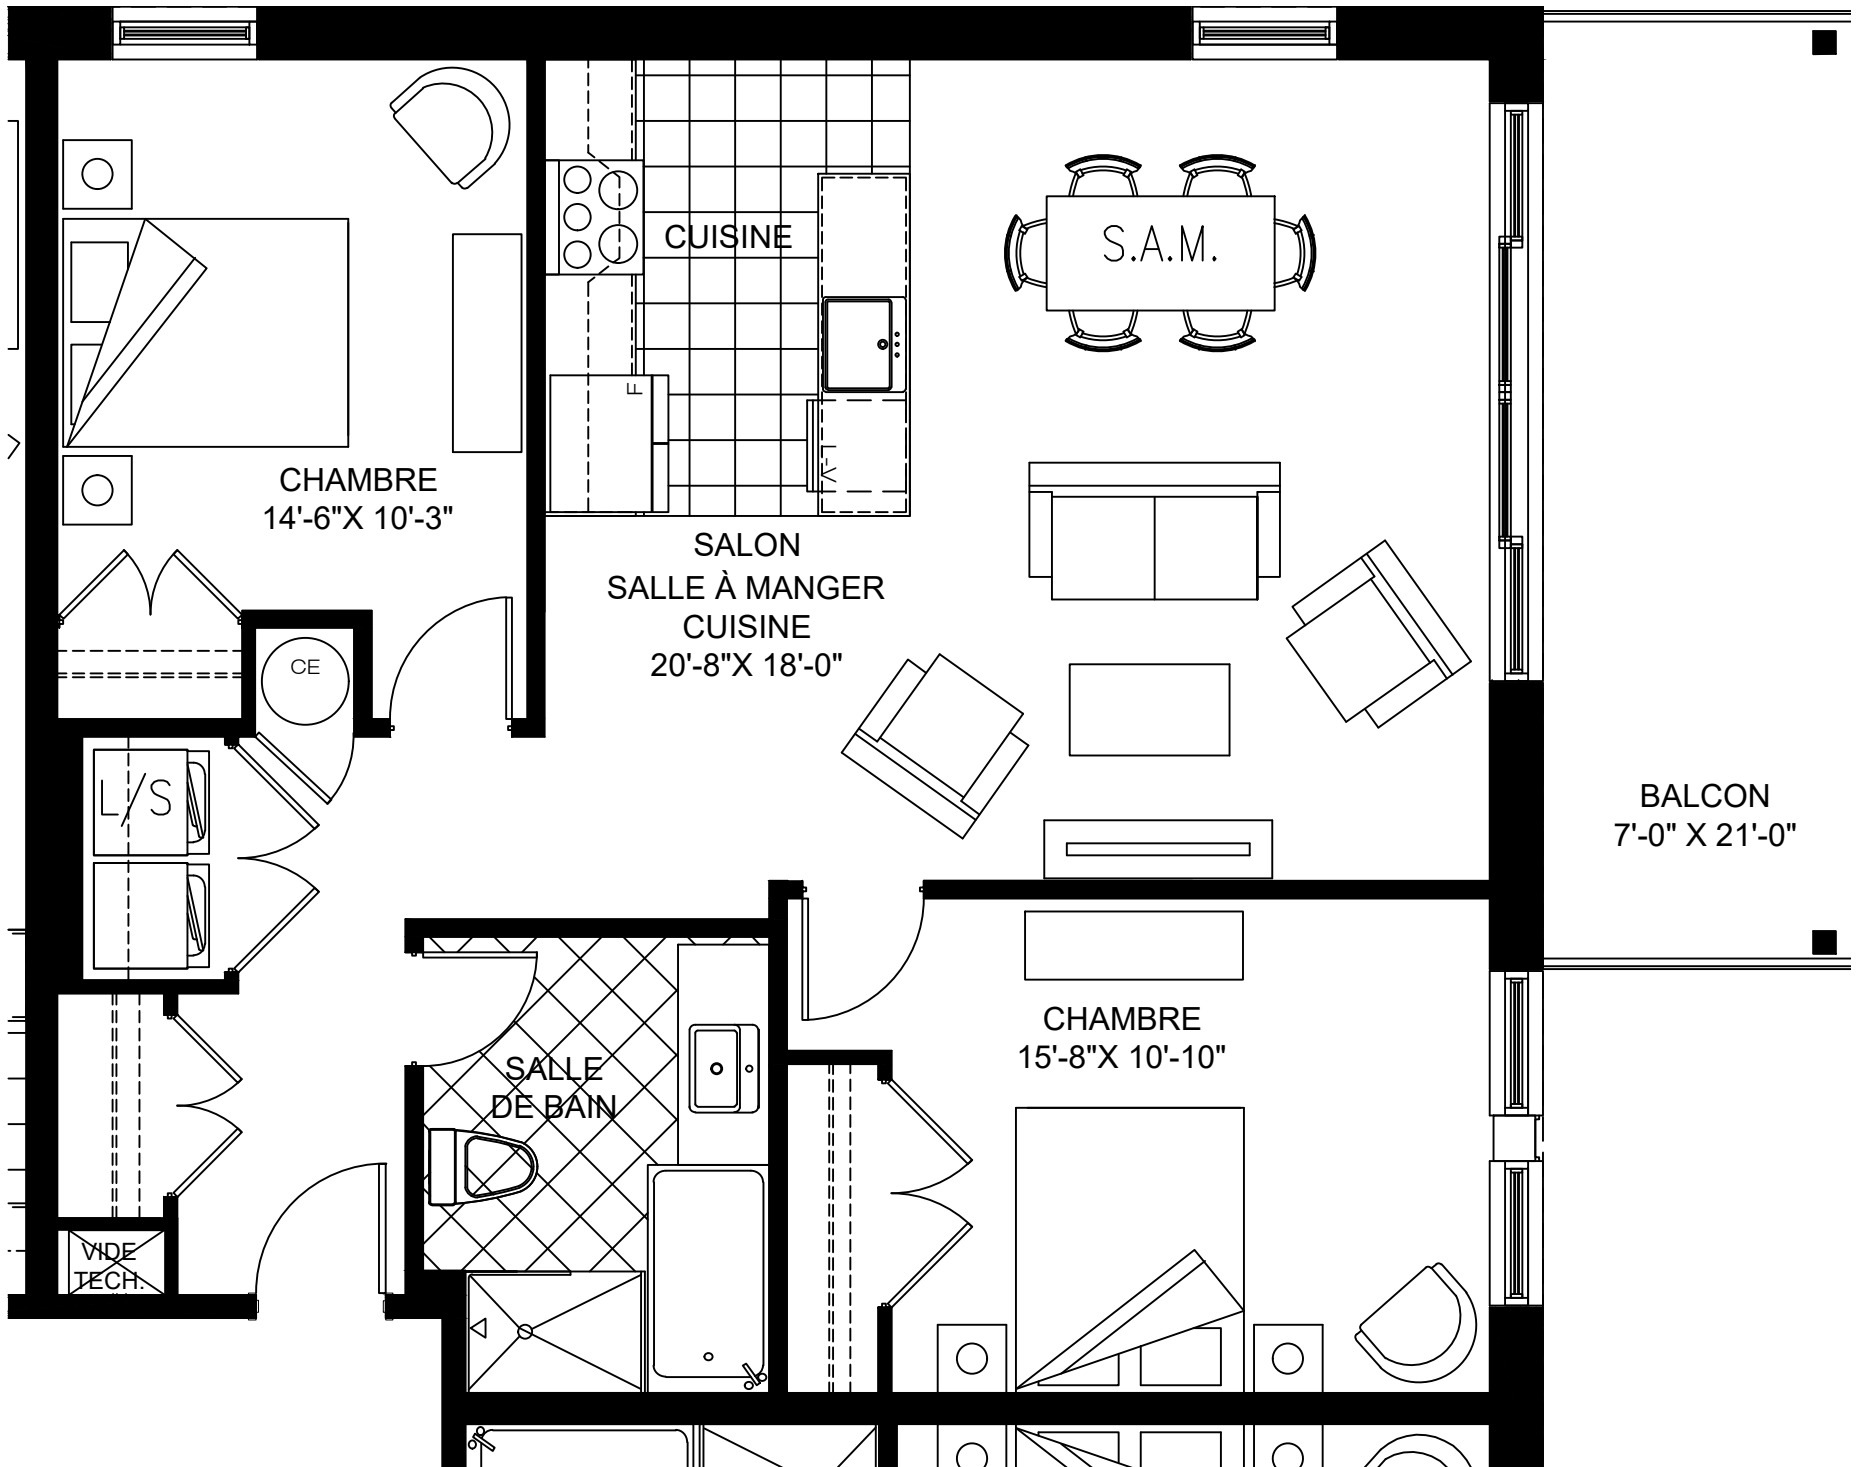 CUISINE
S.A.M.
F
L-V
CHAMBRE
14'-6"X 10'-3"
SALON
SALLE À MANGER
CUISINE
20'-8"X 18'-0"
CE
L/S
BALCON
7'-0" X 21'-0"
CHAMBRE
15'-8"X 10'-10"
SALLE
DE BAIN
VIDE
TECH.